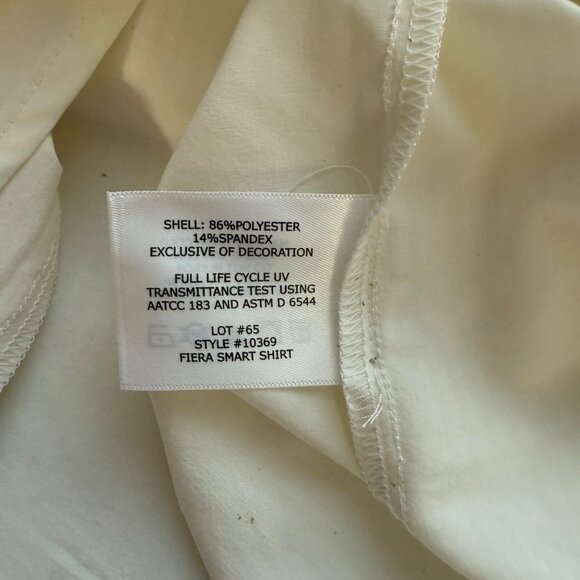 SHELL: 86%POLYESTER
14%SPANDEX
EXCLUSIVE OF DECORATION
FULL LIFE CYCLE UV
TRANSMITTANCE TEST USING
AATCC 183 AND ASTM D 6544
LOT #65
STYLE #10369
FIERA SMART SHIRT